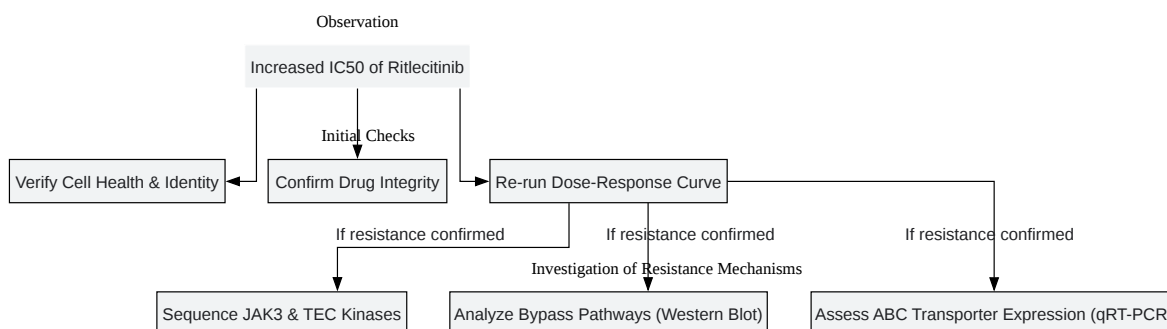 Observation
Increased IC50 of Ritlecitinib
Initial Checks
Verify Cell Health & Identity
Confirm Drug Integrity
Re-run Dose-Response Curve
If resistance confirmed
If resistance confirmed
If resistance confirmed
Investigation of Resistance Mechanisms
Sequence JAK3 & TEC Kinases
Analyze Bypass Pathways (Western Blot)
Assess ABC Transporter Expression (qRT-PCR